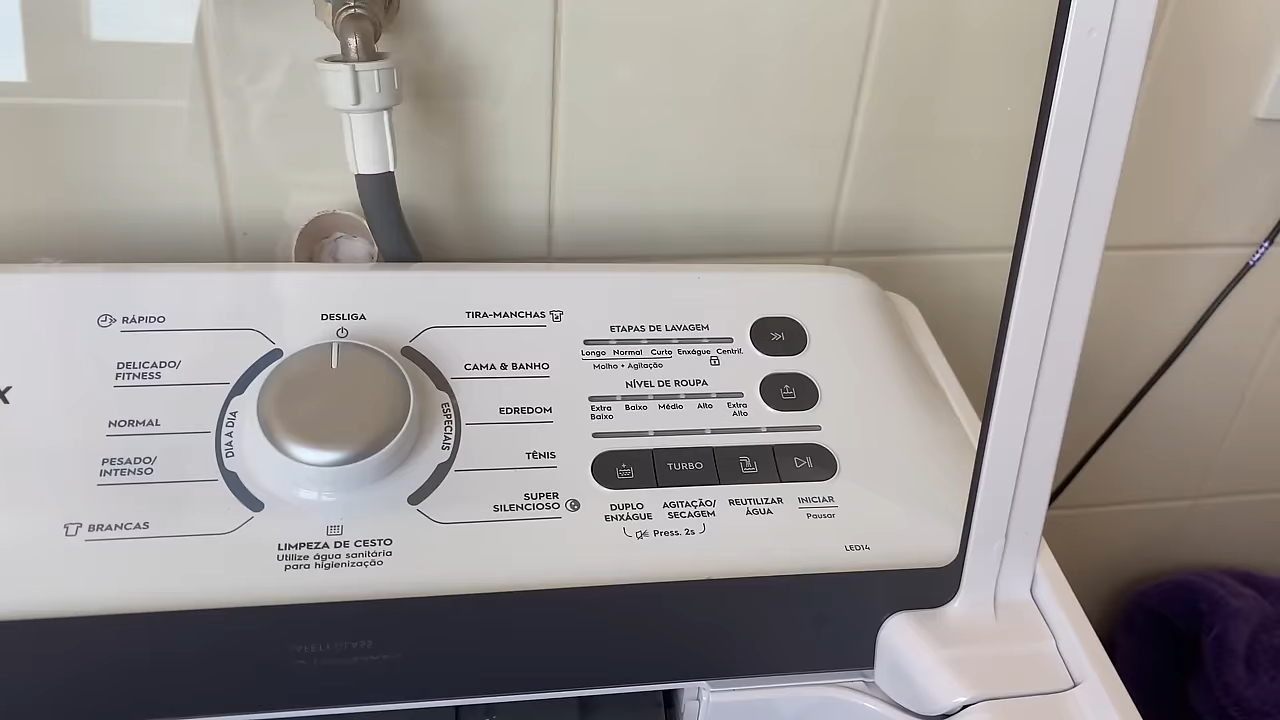 X
RÁPIDO
DELICADO/
FITNESS
NORMAL
PESADO/
INTENSO
BRANCAS
DIA A DIA
DESLIGA
LIMPEZA DE CESTO
Utilize água sanitária
para higienização
ESPECIAIS
TIRA-MANCHAS
CAMA & BANHO
EDREDOM
TÊNIS
SUPER
SILENCIOSO
ETAPAS DE LAVAGEM
Longo Normal Curto Enxágue Centrif.
Molho + Agitação
NÍVEL DE ROUPA
Extra Baixo Baixo Médio Alto Extra Alto
TURBO
DUPLO
ENXÁGUE
AGITAÇÃO/
SECAGEM
REUTILIZAR
ÁGUA
INICIAR
Pausar
Press. 2s
LED14
SAFETY GLASS